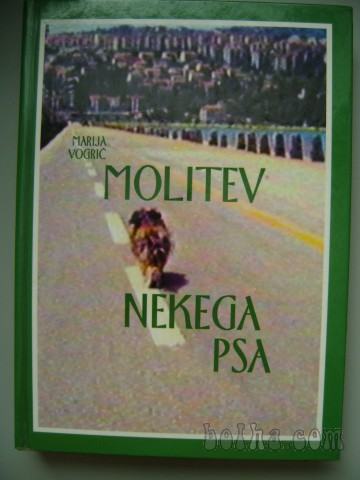 MARIJA
VOGRIČ
MOLITEV
NEKEGA
PSA
bolha.com